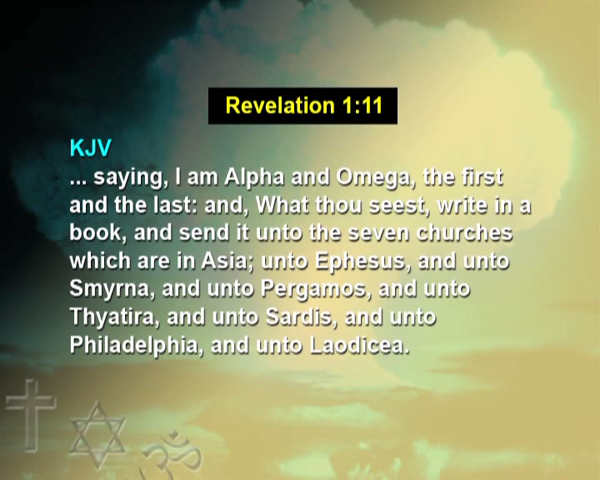 Revelation 1:11
KJV
... saying, I am Alpha and Omega, the first
and the last: and, What thou seest, write in a
book, and send it unto the seven churches
which are in Asia; unto Ephesus, and unto
Smyrna, and unto Pergamos, and unto
Thyatira, and unto Sardis, and unto
Philadelphia, and unto Laodicea.